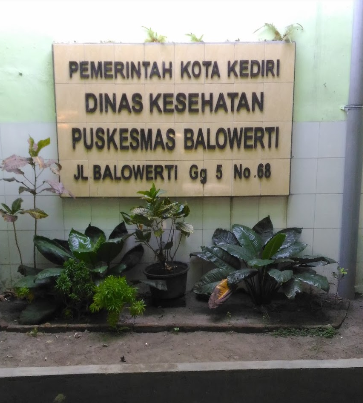 PEMERINTAH KOTA KEDIRI
DINAS KESEHATAN
PUSKESMAS BALOWERTI
JL BALOWERTI Gg 5 No.68